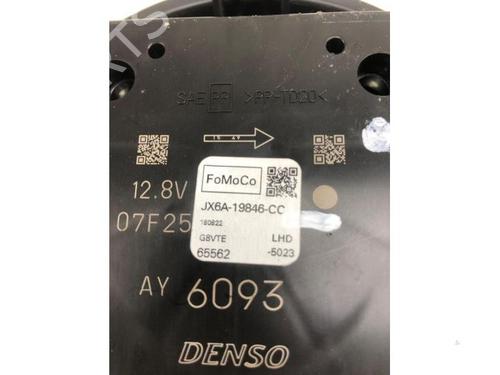 PARTS
SAE PP >PP-TD20<
12.8V
07F25
FoMoCo
JX6A-19846-CC
180822
G8VTE LHD
65562 -5023
AY 6093
DENSO